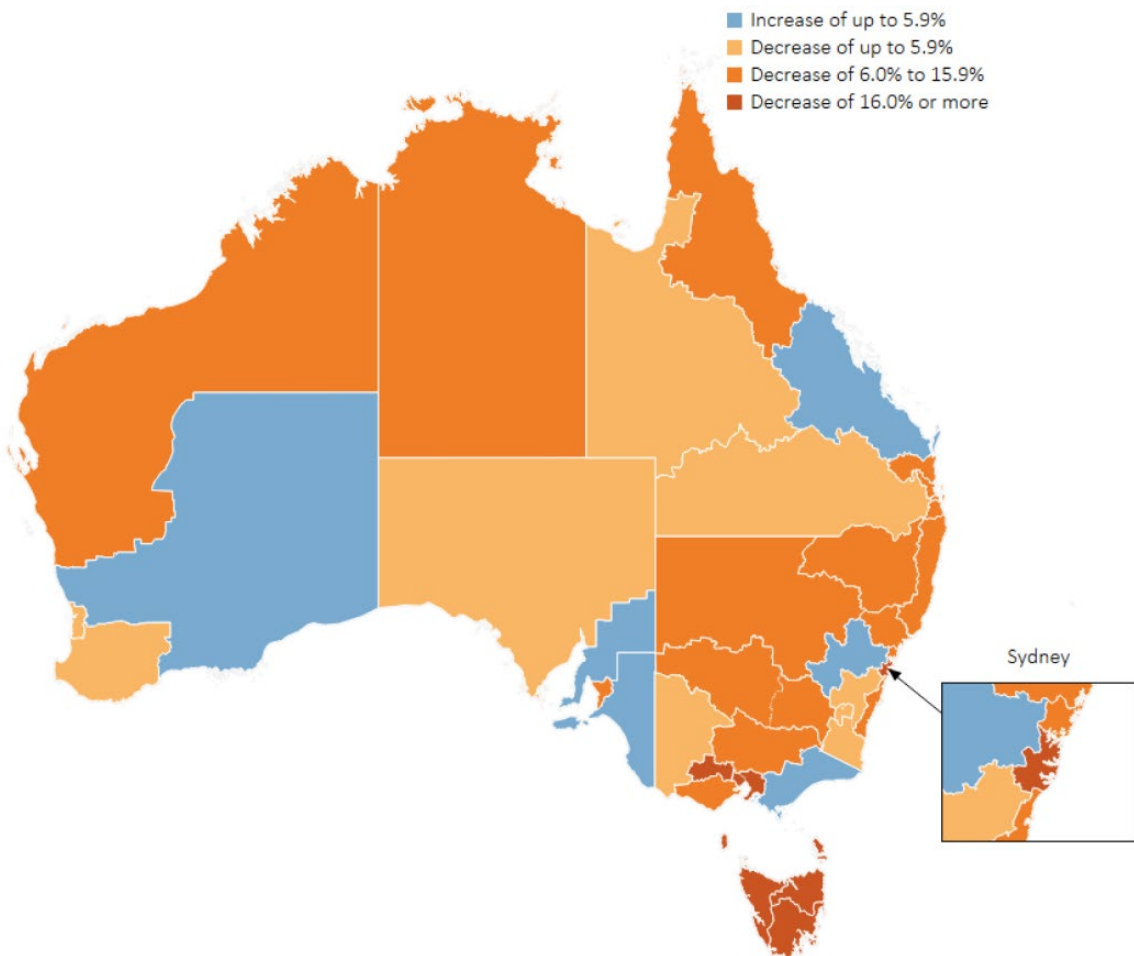 Increase of up to 5.9%
Decrease of up to 5.9%
Decrease of 6.0% to 15.9%
Decrease of 16.0% or more
Sydney